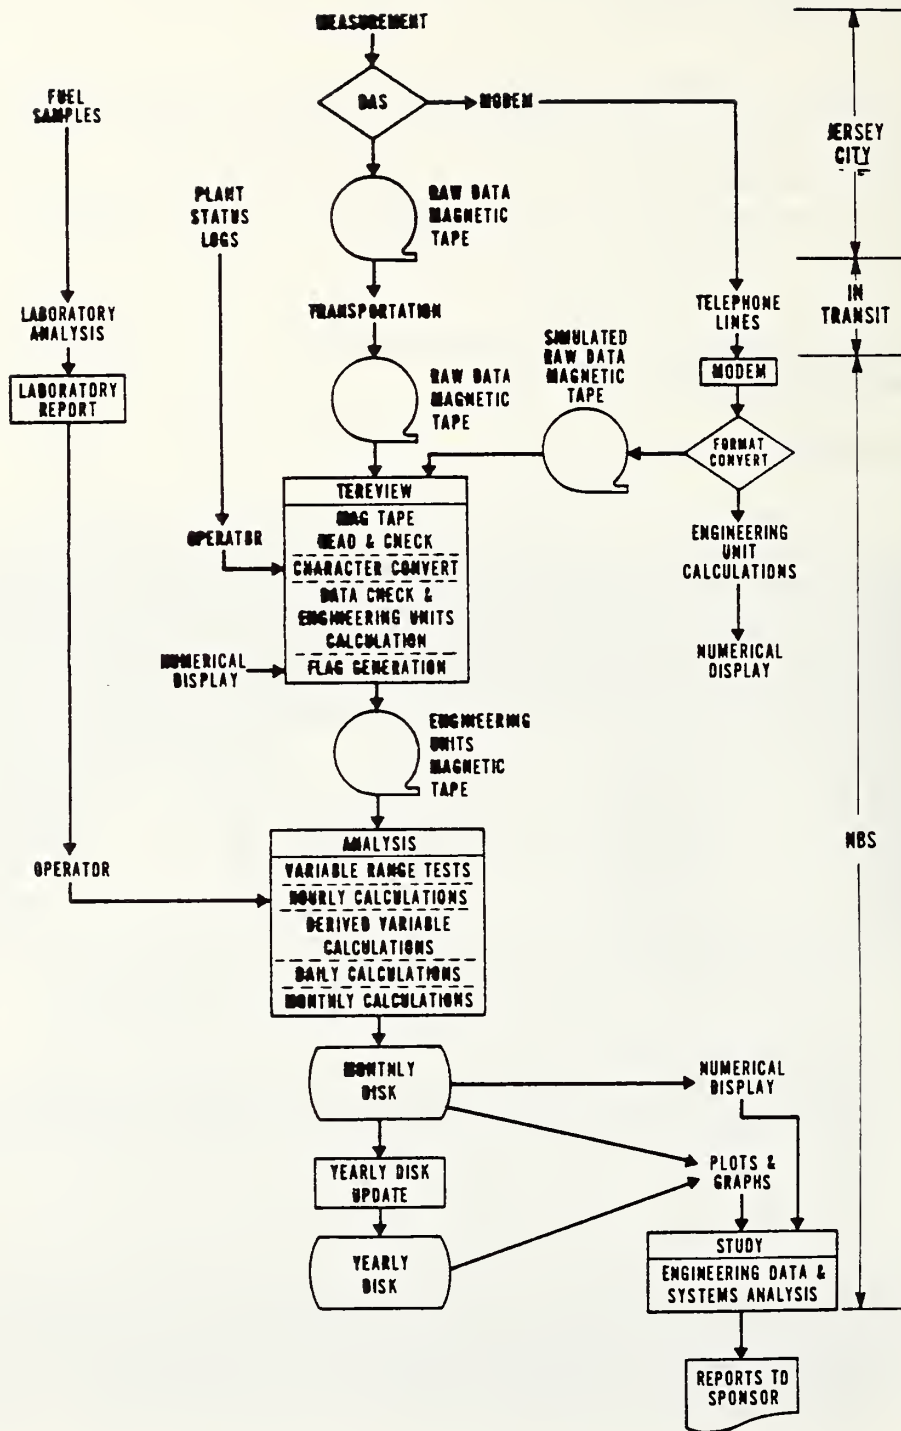 MEASUREMENT
DAS
MODEM
FUEL
SAMPLES
JERSEY
CITY
PLANT
STATUS
LOGS
RAW DATA
MAGNETIC
TAPE
TRANSPORTATION
LABORATORY
ANALYSIS
TELEPHONE
LINES
IN
TRANSIT
SIMULATED
RAW DATA
MAGNETIC
TAPE
RAW DATA
MAGNETIC
TAPE
MODEM
LABORATORY
REPORT
FORMAT
CONVERT
TEREVIEW
MAG TAPE
READ & CHECK
CHARACTER CONVERT
DATA CHECK &
ENGINEERING UNITS
CALCULATION
FLAG GENERATION
OPERATOR
NUMERICAL
DISPLAY
ENGINEERING
UNIT
CALCULATIONS
NUMERICAL
DISPLAY
ENGINEERING
UNITS
MAGNETIC
TAPE
NBS
OPERATOR
ANALYSIS
VARIABLE RANGE TESTS
HOURLY CALCULATIONS
DERIVED VARIABLE
CALCULATIONS
DAILY CALCULATIONS
MONTHLY CALCULATIONS
MONTHLY
DISK
NUMERICAL
DISPLAY
YEARLY DISK
UPDATE
PLOTS &
GRAPHS
YEARLY
DISK
STUDY
ENGINEERING DATA &
SYSTEMS ANALYSIS
REPORTS TO
SPONSOR